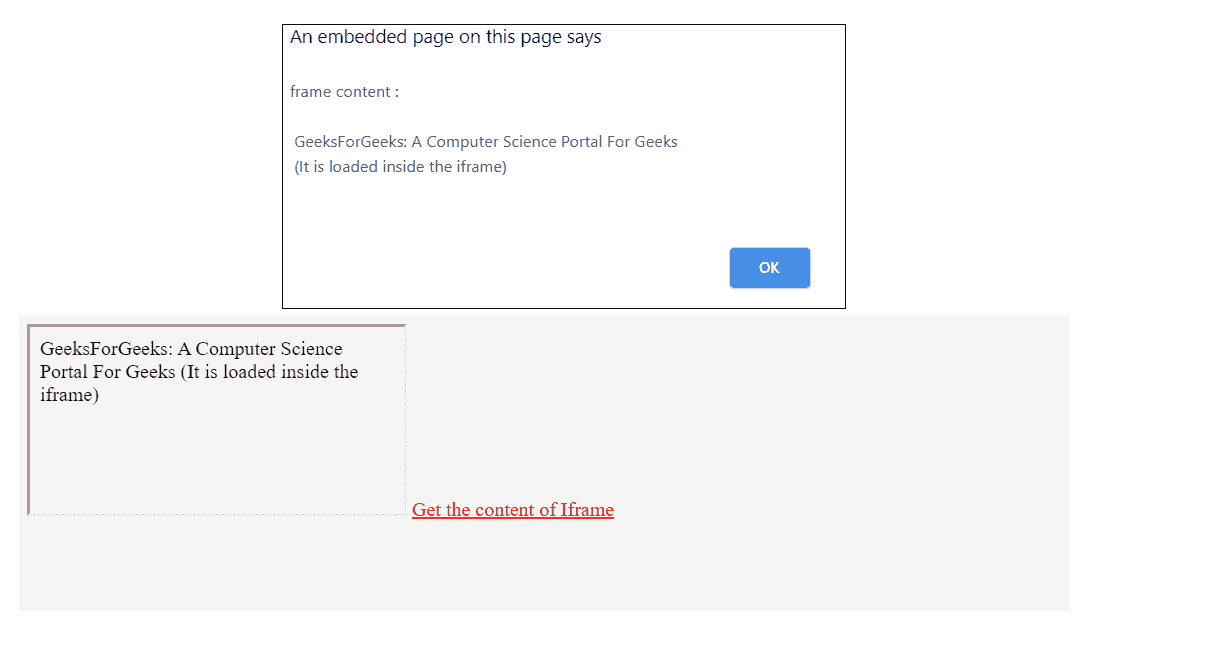 An embedded page on this page says
frame content :
GeeksForGeeks: A Computer Science Portal For Geeks
(It is loaded inside the iframe)
OK
GeeksForGeeks: A Computer Science
Portal For Geeks (It is loaded inside the
iframe)
Get the content of Iframe